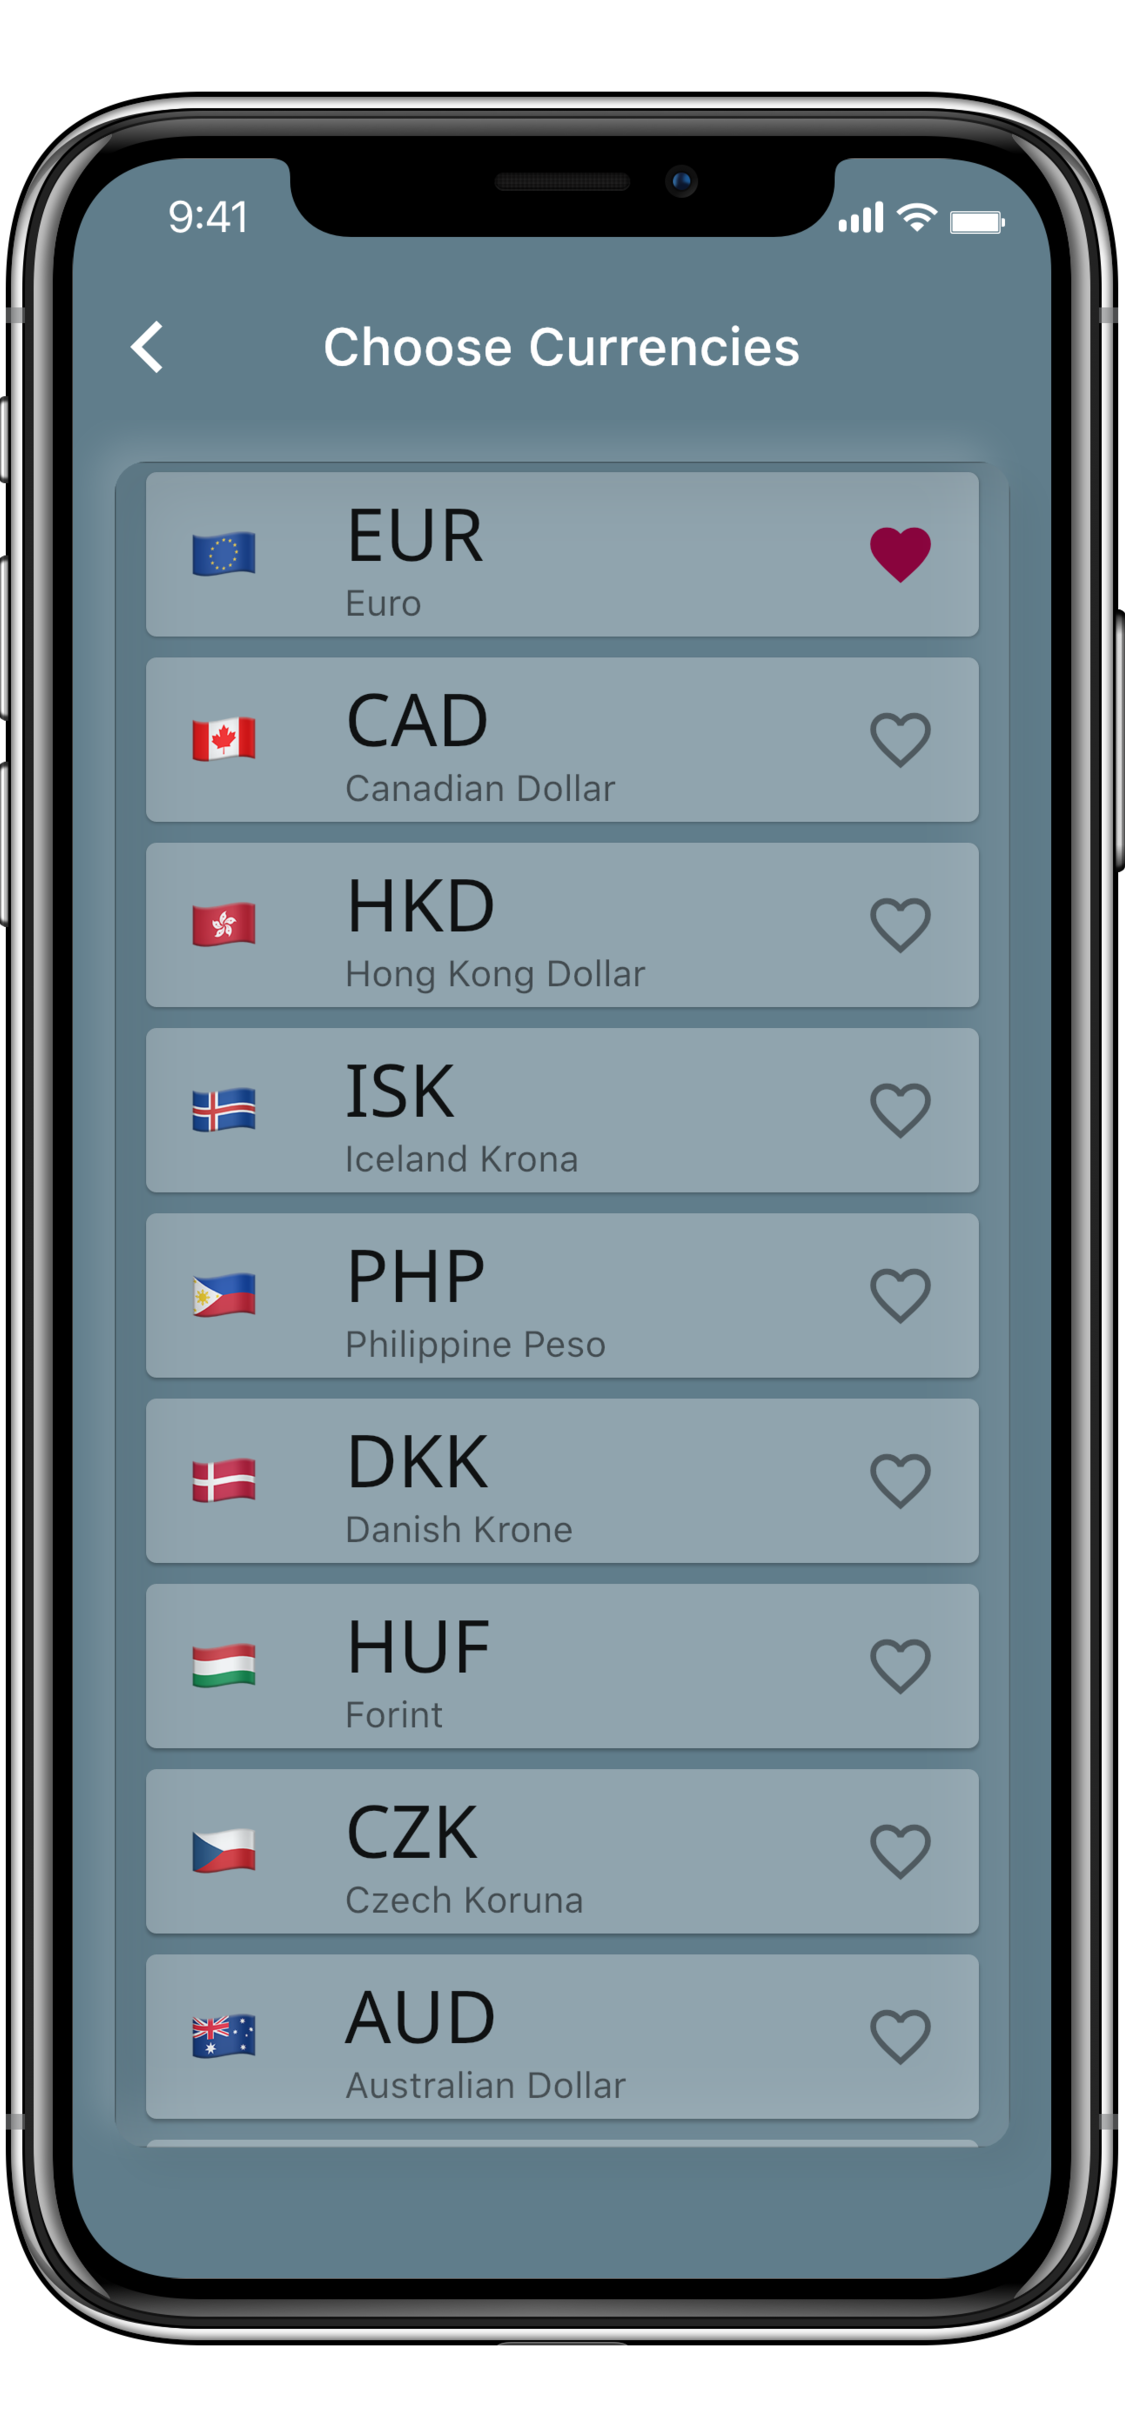 9:41
Choose Currencies
EUR
Euro
CAD
Canadian Dollar
HKD
Hong Kong Dollar
ISK
Iceland Krona
PHP
Philippine Peso
DKK
Danish Krone
HUF
Forint
CZK
Czech Koruna
AUD
Australian Dollar